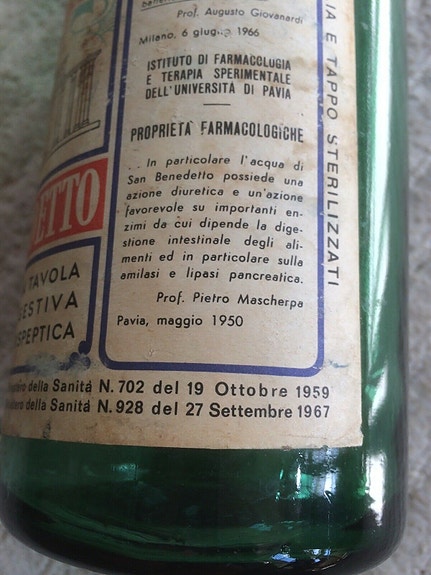 Prof. Augusto Giovanardi
Milano, 6 giugno 1966
ISTITUTO DI FARMACOLOGIA
E TERAPIA SPERIMENTALE
DELL'UNIVERSITÀ DI PAVIA
PROPRIETÀ FARMACOLOGICHE
... In particolare l'acqua di
San Benedetto possiede una
azione diuretica e un'azione
favorevole su importanti en-
zimi da cui dipende la dige-
stione intestinale degli ali-
menti ed in particolare sulla
amilasi e lipasi pancreatica.
Prof. Pietro Mascherpa
Pavia, maggio 1950
ETTO
TAVOLA
ESTIVA
SPEPTICA
stero della Sanità N. 702 del 19 Ottobre 1959
stero della Sanità N. 928 del 27 Settembre 1967
IA E TAPPO STERILIZZATI